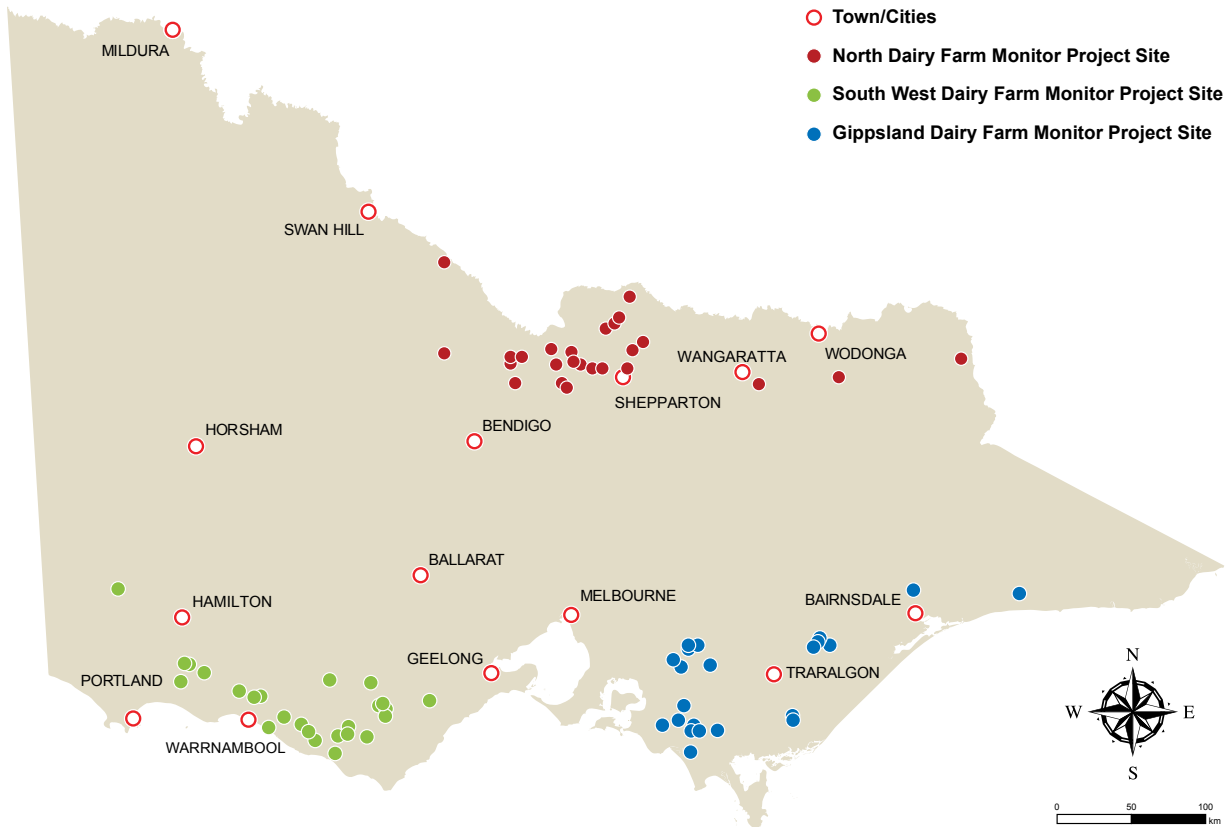 Town/Cities
North Dairy Farm Monitor Project Site
South West Dairy Farm Monitor Project Site
Gippsland Dairy Farm Monitor Project Site
MILDURA
SWAN HILL
WANGARATTA
WODONGA
SHEPPARTON
HORSHAM
BENDIGO
BALLARAT
HAMILTON
MELBOURNE
BAIRNSDALE
GEELONG
TRARALGON
PORTLAND
WARRNAMBOOL
N
W
E
S
0 50 100
km